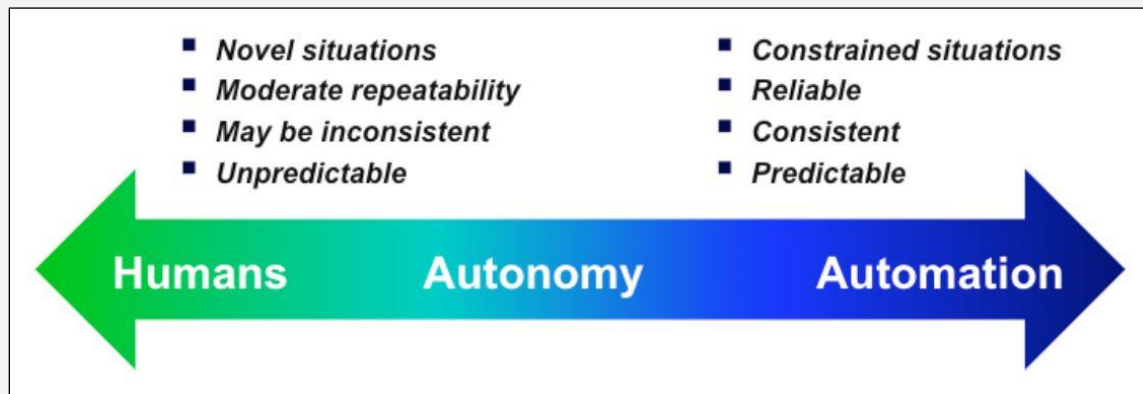 ▪ Novel situations
▪ Moderate repeatability
▪ May be inconsistent
▪ Unpredictable
▪ Constrained situations
▪ Reliable
▪ Consistent
▪ Predictable
Humans Autonomy Automation